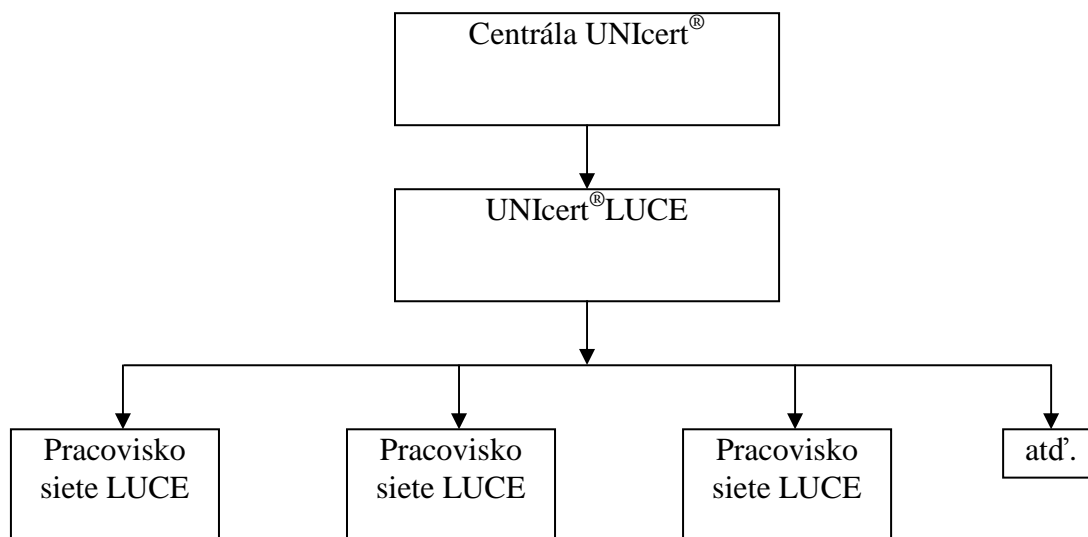 Centrála UNIcert®
UNIcert®LUCE
Pracovisko
siete LUCE
Pracovisko
siete LUCE
Pracovisko
siete LUCE
atď.